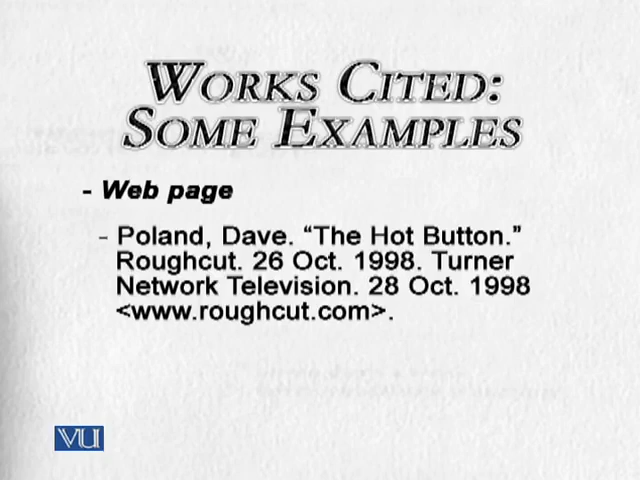 WORKS CITED:
SOME EXAMPLES
- Web page
- Poland, Dave. “The Hot Button.”
Roughcut. 26 Oct. 1998. Turner
Network Television. 28 Oct. 1998
<www.roughcut.com>.
VU